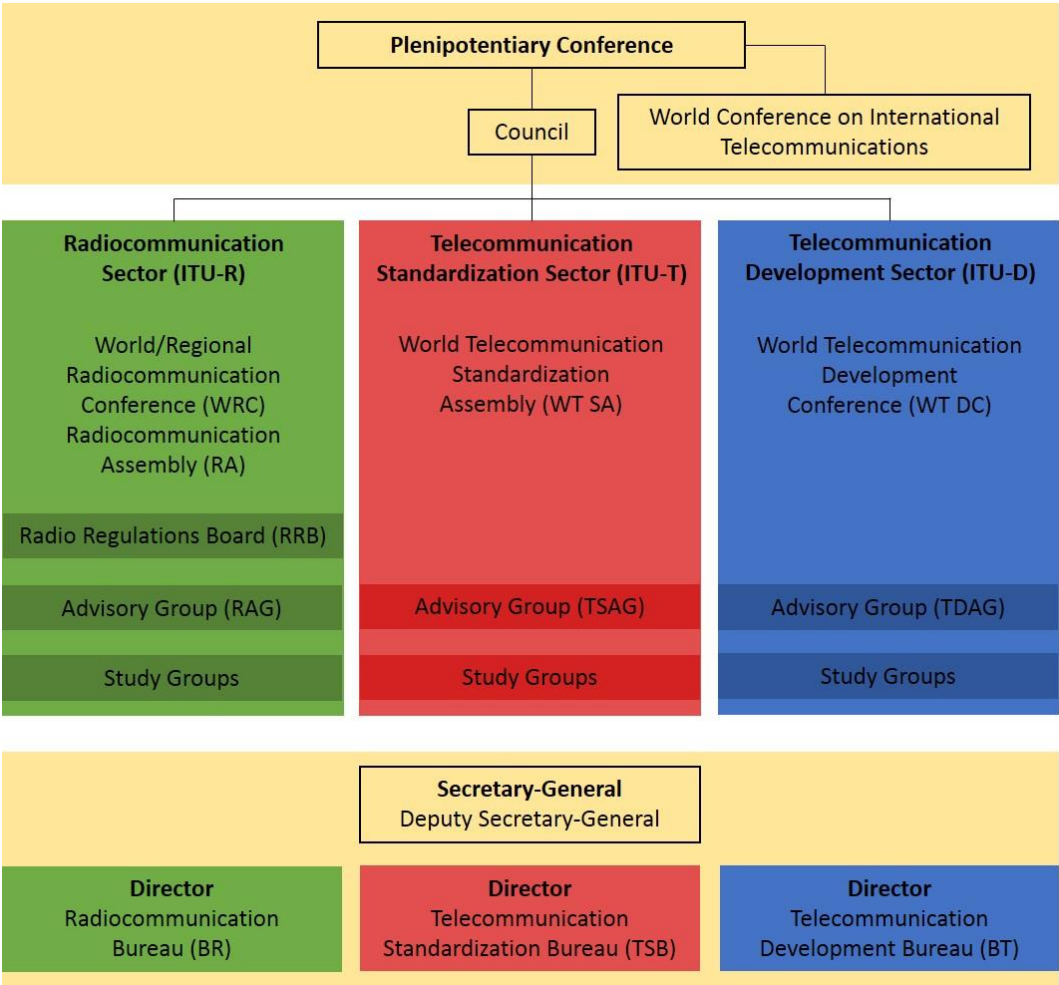 Plenipotentiary Conference
Council
World Conference on International
Telecommunications
Radiocommunication
Sector (ITU-R)
World/Regional
Radiocommunication
Conference (WRC)
Radiocommunication
Assembly (RA)
Radio Regulations Board (RRB)
Advisory Group (RAG)
Study Groups
Telecommunication
Standardization Sector (ITU-T)
World Telecommunication
Standardization
Assembly (WT SA)
Advisory Group (TSAG)
Study Groups
Telecommunication
Development Sector (ITU-D)
World Telecommunication
Development
Conference (WT DC)
Advisory Group (TDAG)
Study Groups
Secretary-General
Deputy Secretary-General
Director
Radiocommunication
Bureau (BR)
Director
Telecommunication
Standardization Bureau (TSB)
Director
Telecommunication
Development Bureau (BT)